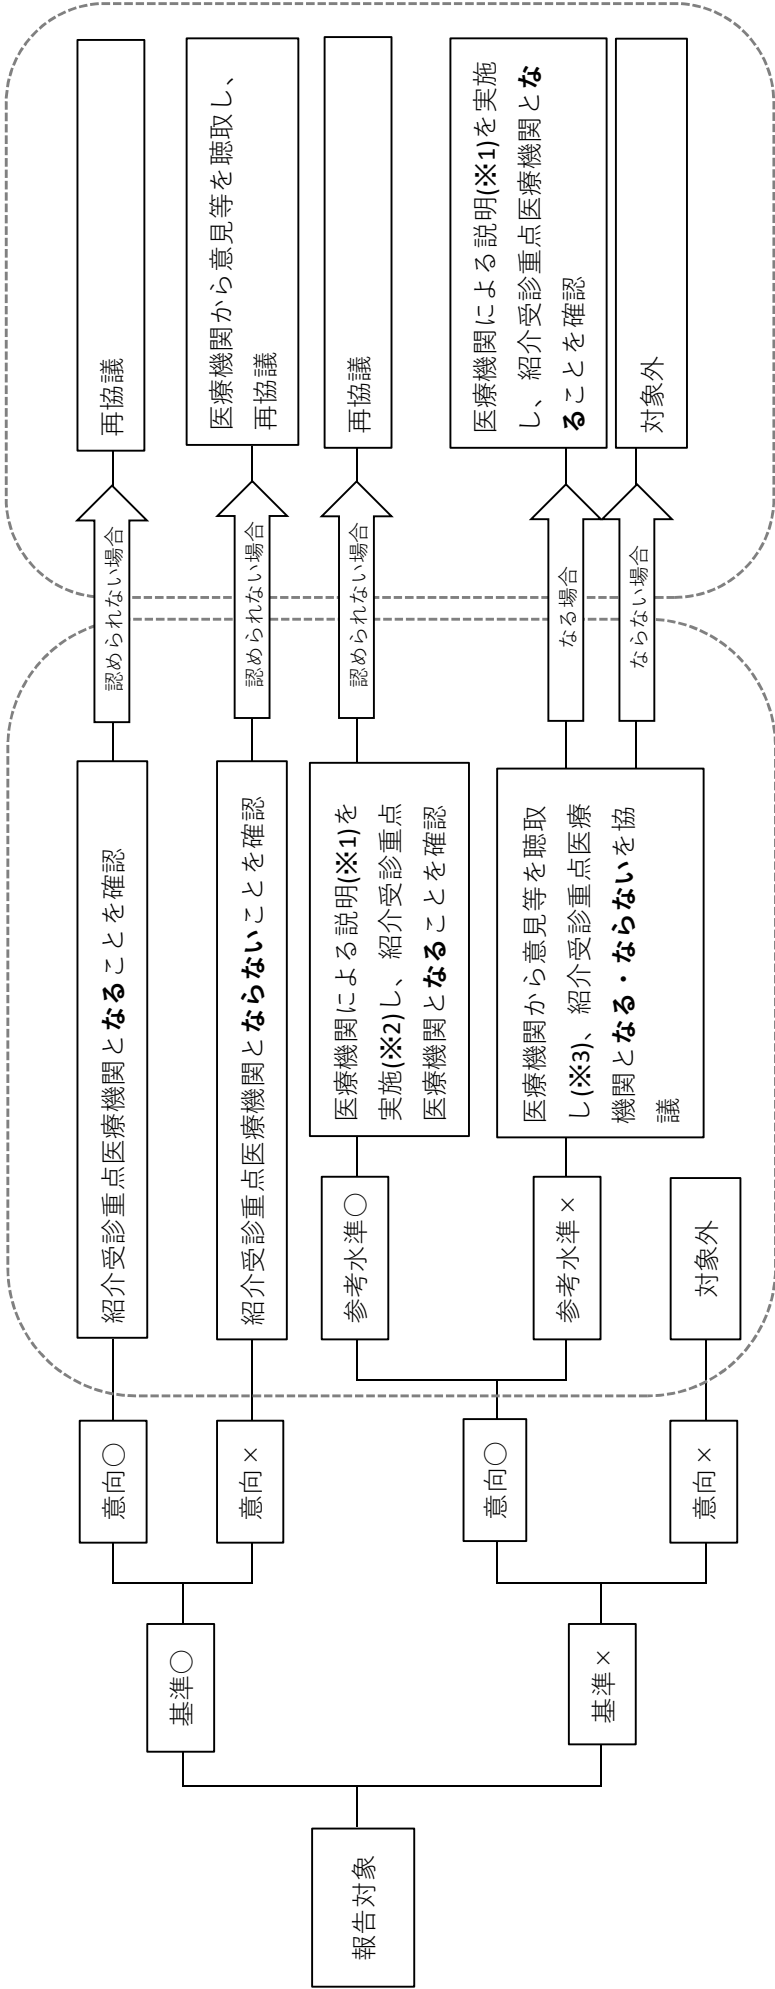 報告対象
基準〇
基準×
意向〇
意向×
意向〇
意向×
紹介受診重点医療機関となることを確認
紹介受診重点医療機関とならないことを確認
参考水準〇
医療機関による説明(※1)を
実施(※2)し、紹介受診重点
医療機関となることを確認
参考水準×
医療機関から意見等を聴取
し(※3)、紹介受診重点医療
機関となる・ならないを協
議
対象外
認められない場合
認められない場合
認められない場合
なる場合
ならない場合
再協議
医療機関から意見等を聴取し、
再協議
再協議
医療機関による説明(※1)を実施
し、紹介受診重点医療機関とな
ることを確認
対象外